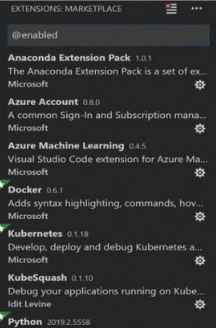 EXTENSIONS: MARKETPLACE
@enabled
Anaconda Extension Pack 1.0.1
The Anaconda Extension Pack is a set of ex...
Microsoft
Azure Account 0.8.0
A common Sign-In and Subscription mana...
Microsoft
Azure Machine Learning 0.4.5
Visual Studio Code extension for Azure Ma...
Microsoft
Docker 0.6.1
Adds syntax highlighting, commands, hov...
Microsoft
Kubernetes 0.1.18
Develop, deploy and debug Kubernetes a...
Microsoft
KubeSquash 0.1.10
Debug your applications running on Kube...
Idit Levine
Python 2019.2.5558